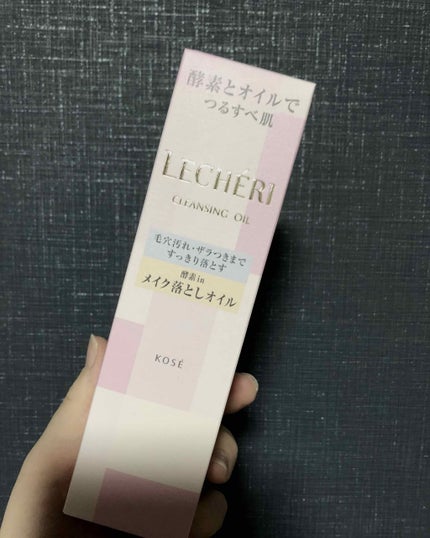 酵素とオイルで
つるすべ肌
LECHÉRI
CLEANSING OIL
毛穴汚れ・ザラつきまで
すっきり落とす
酵素in
メイク落としオイル
KOSÉ